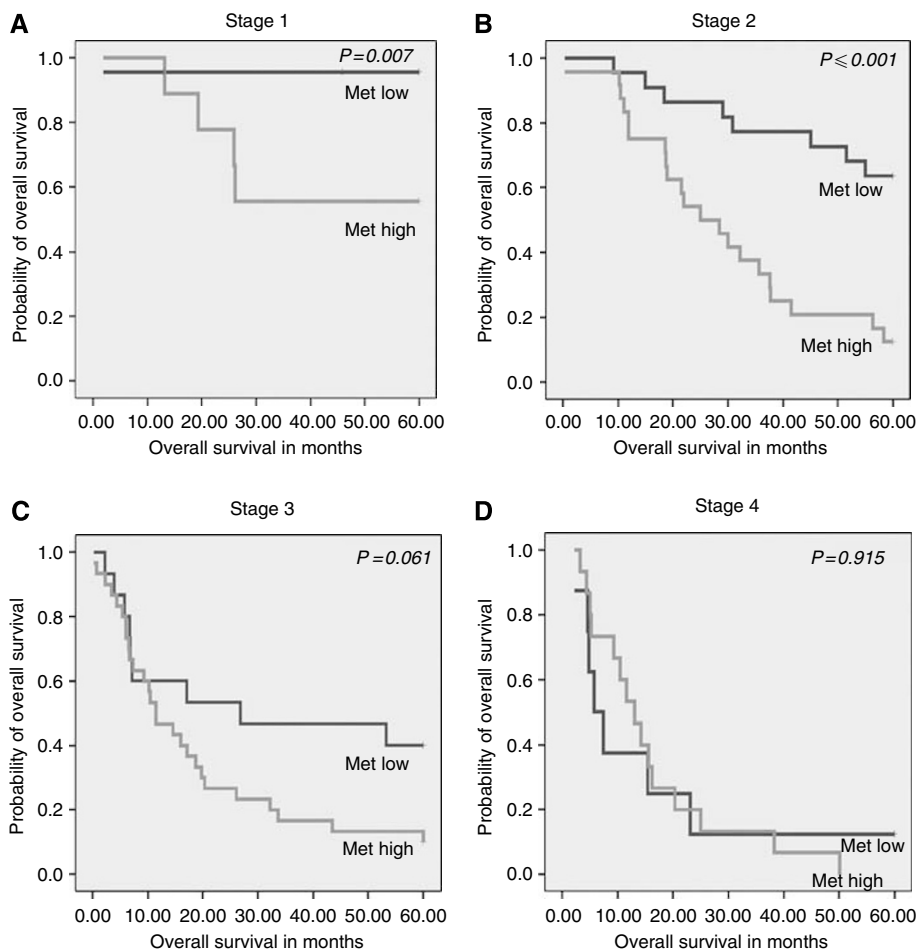 A
Stage 1
P=0.007
Met low
Met high
Probability of overall survival
1.0
0.8
0.6
0.4
0.2
0.0
0.00 10.00 20.00 30.00 40.00 50.00 60.00
Overall survival in months
B
Stage 2
P⩽0.001
Met low
Met high
Probability of overall survival
1.0
0.8
0.6
0.4
0.2
0.0
0.00 10.00 20.00 30.00 40.00 50.00 60.00
Overall survival in months
C
Stage 3
P=0.061
Met low
Met high
Probability of overall survival
1.0
0.8
0.6
0.4
0.2
0.0
0.00 10.00 20.00 30.00 40.00 50.00 60.00
Overall survival in months
D
Stage 4
P=0.915
Met low
Met high
Probability of overall survival
1.0
0.8
0.6
0.4
0.2
0.0
0.00 10.00 20.00 30.00 40.00 50.00 60.00
Overall survival in months